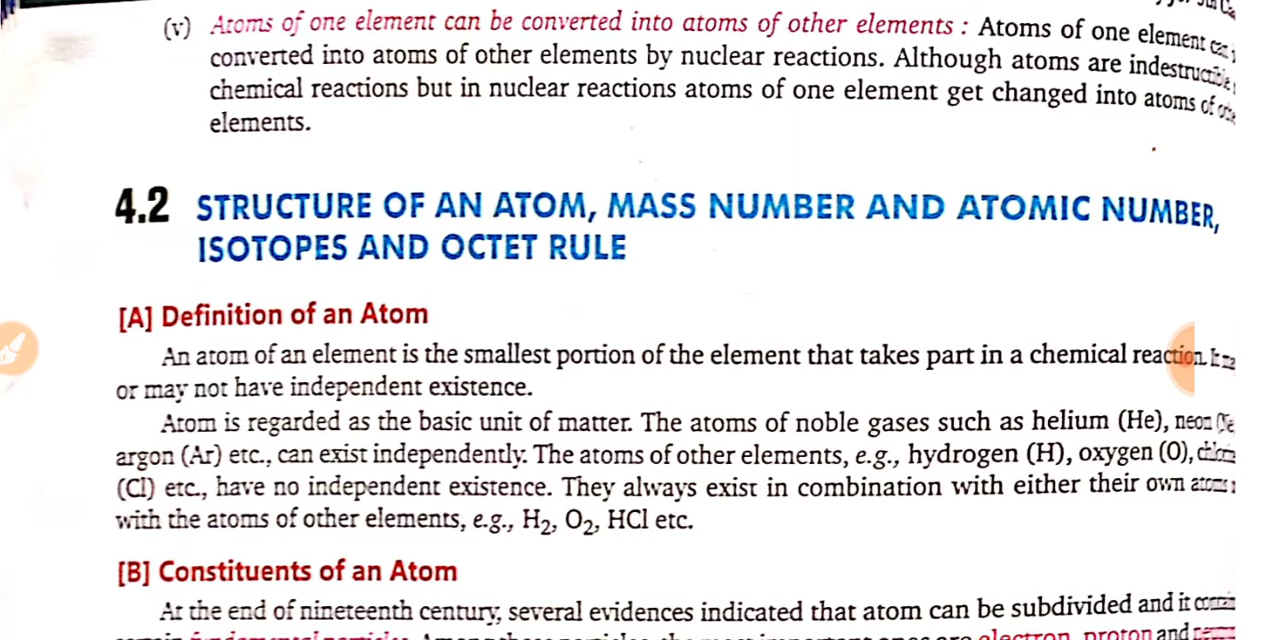 (v) Atoms of one element can be converted into atoms of other elements : Atoms of one element can
converted into atoms of other elements by nuclear reactions. Although atoms are indestructible
chemical reactions but in nuclear reactions atoms of one element get changed into atoms of
elements.
4.2 STRUCTURE OF AN ATOM, MASS NUMBER AND ATOMIC NUMBER,
ISOTOPES AND OCTET RULE
[A] Definition of an Atom
An atom of an element is the smallest portion of the element that takes part in a chemical reaction.
or may not have independent existence.
Atom is regarded as the basic unit of matter. The atoms of noble gases such as helium (He), neon
argon (Ar) etc., can exist independently. The atoms of other elements, e.g., hydrogen (H), oxygen (O),
(Cl) etc., have no independent existence. They always exist in combination with either their own atoms
with the atoms of other elements, e.g., H₂, O₂, HCl etc.
[B] Constituents of an Atom
At the end of nineteenth century, several evidences indicated that atom can be subdivided and it
electron, proton and